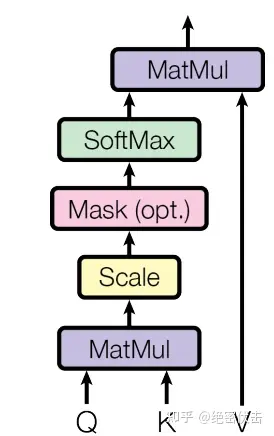 MatMul
SoftMax
Mask (opt.)
Scale
MatMul
Q K V
知乎 @绝密伏击